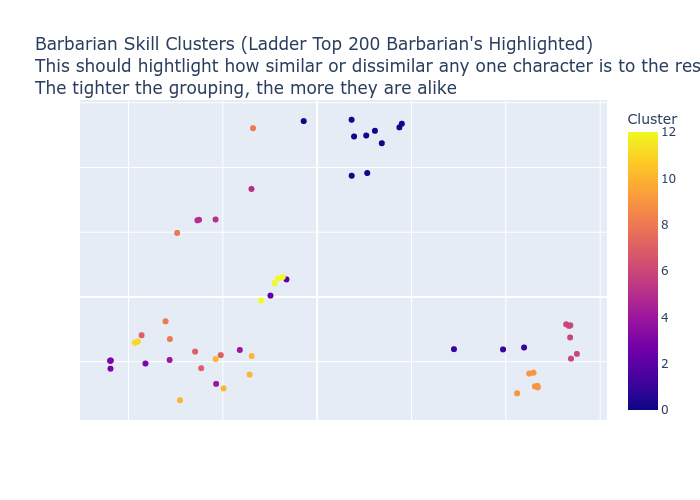 Barbarian Skill Clusters (Ladder Top 200 Barbarian's Highlighted)
This should hightlight how similar or dissimilar any one character is to the res
The tighter the grouping, the more they are alike
Cluster
12
10
8
6
4
2
0